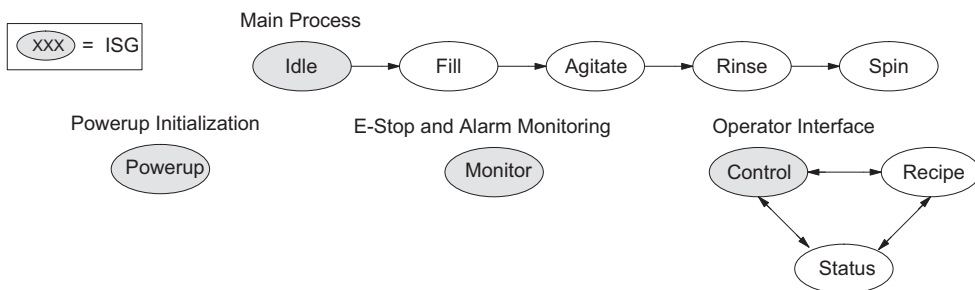 Main Process
XXX = ISG
Idle Fill Agitate Rinse Spin
Powerup Initialization E-Stop and Alarm Monitoring Operator Interface
Powerup Monitor Control Recipe
Status